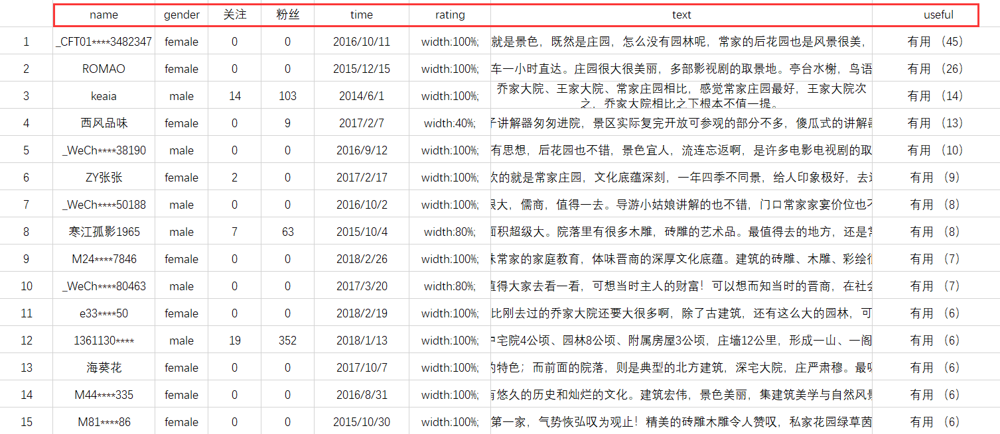 name gender 关注 粉丝 time rating text useful
1 _CFT01****3482347 female 0 0 2016/10/11 width:100%; 就是景色，既然是庄园，怎么没有园林呢，常家的后花园也是风景很美， 有用 （45）
2 ROMAO female 0 0 2015/12/15 width:100%; 车一小时直达。庄园很大很美丽，多部影视剧的取景地。亭台水榭，鸟语 有用 （26）
3 keaia male 14 103 2014/6/1 width:100%; 乔家大院、王家大院、常家庄园相比，感觉常家庄园最好，王家大院次 有用 （14）
之，乔家大院相比之下根本不值一提。
4 西风品味 female 0 9 2017/2/7 width:40%; 讲解器匆匆进院，景区实际复完开放可参观的部分不多，傻瓜式的讲解器 有用 （13）
5 _WeCh****38190 male 0 0 2016/9/12 width:100%; 有思想，后花园也不错，景色宜人，流连忘返啊，是许多电影电视剧的取 有用 （10）
6 ZY张张 female 2 0 2017/2/17 width:100%; 的就是常家庄园，文化底蕴深刻，一年四季不同景，给人印象极好，去 有用 （9）
7 _WeCh****50188 male 0 0 2016/10/2 width:100%; 很大，儒商，值得一去。导游小姑娘讲解的也不错，门口常家家宴价位也不 有用 （8）
8 寒江孤影1965 male 7 63 2015/10/4 width:80%; 面积超级大。院落里有很多木雕，砖雕的艺术品。最值得去的地方，还是常 有用 （8）
9 M24****7846 female 0 0 2018/2/26 width:100%; 味常家的家庭教育，体味晋商的深厚文化底蕴。建筑的砖雕、木雕、彩绘很 有用 （7）
10 _WeCh****80463 male 0 0 2017/3/20 width:80%; 值得大家去看一看，可想当时主人的财富！可以想而知当时的晋商，在社会 有用 （7）
11 e33****50 female 0 0 2018/2/19 width:100%; 比刚去过的乔家大院还要大很多啊，除了古建筑，还有这么大的园林，可 有用 （6）
12 1361130**** male 19 352 2018/1/13 width:100%; 中宅院4公顷、园林8公顷、附属房屋3公顷，庄墙12公里，形成一山、一阁 有用 （6）
13 海葵花 female 0 0 2017/10/7 width:100%; 的特色；而前面的院落，则是典型的北方建筑，深宅大院，庄严肃穆。最 有用 （6）
14 M44****335 female 0 0 2016/8/31 width:100%; 有悠久的历史和灿烂的文化。建筑宏伟，景色美丽，集建筑美学与自然风景 有用 （6）
15 M81****86 female 0 0 2015/10/30 width:100%; 第一家，气势恢弘叹为观止！精美的砖雕木雕令人赞叹，私家花园绿草茵 有用 （6）